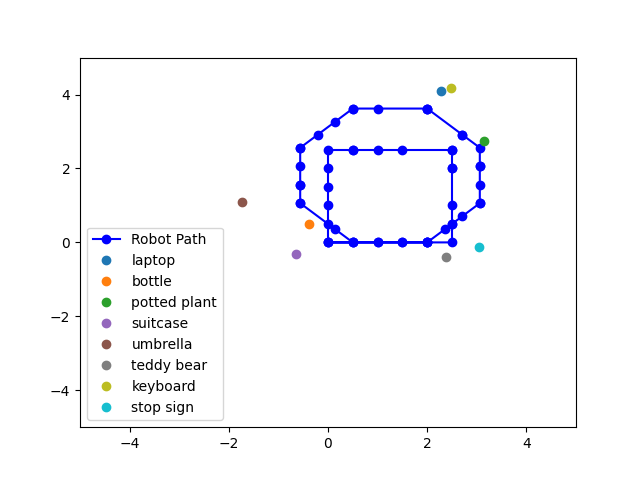 4
2
0
−2
−4
−4
−2
0
2
4
Robot Path
laptop
bottle
potted plant
suitcase
umbrella
teddy bear
keyboard
stop sign